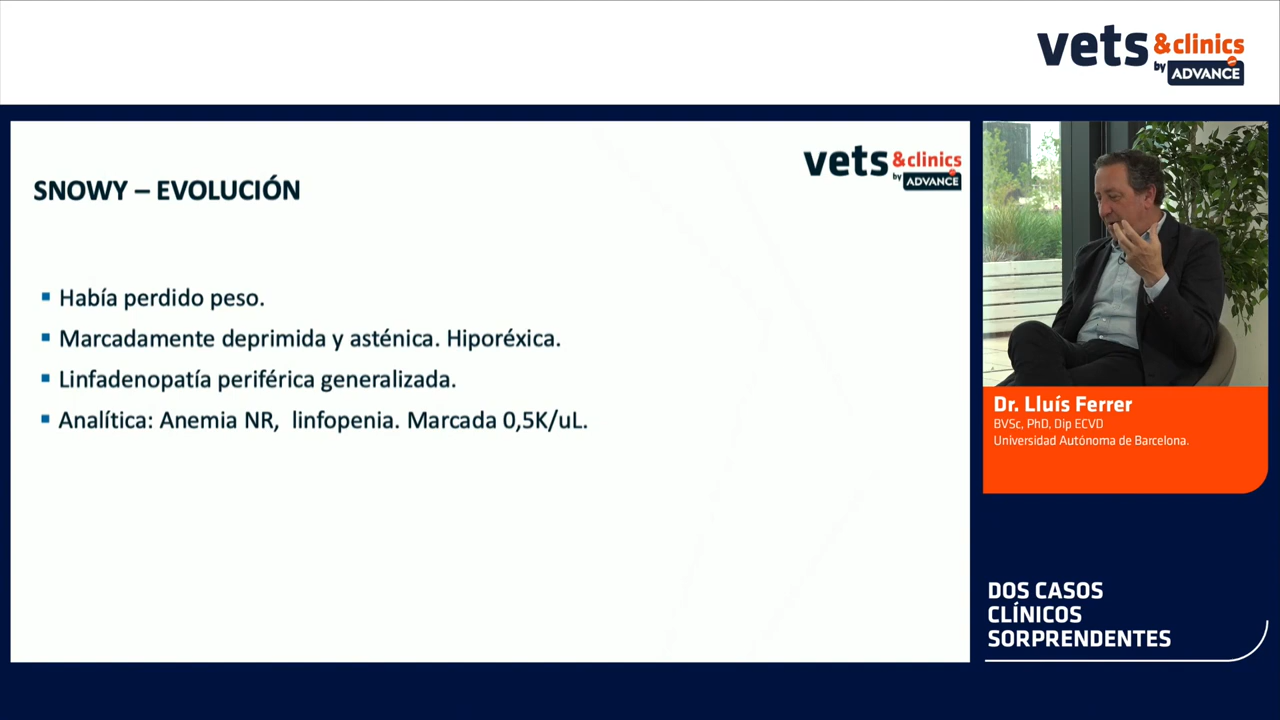 vets &clinics
by ADVANCE
vets &clinics
by ADVANCE
SNOWY – EVOLUCIÓN
Había perdido peso.
Marcadamente deprimida y asténica. Hiporéxica.
Linfadenopatía periférica generalizada.
Analítica: Anemia NR, linfopenia. Marcada 0,5K/uL.
Dr. Lluís Ferrer
BVSc, PhD, Dip ECVD
Universidad Autónoma de Barcelona.
DOS CASOS
CLÍNICOS
SORPRENDENTES